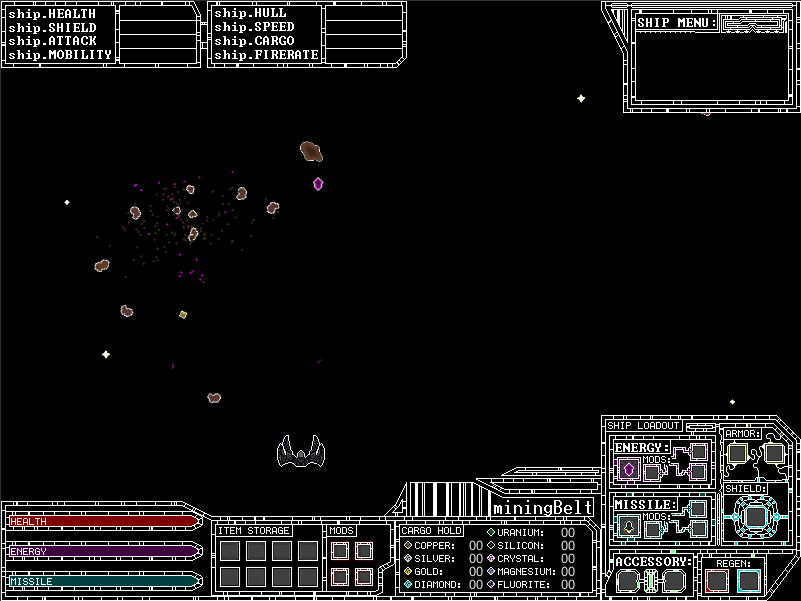 ship.HEALTH
ship.SHIELD
ship.ATTACK
ship.MOBILITY
ship.HULL
ship.SPEED
ship.CARGO
ship.FIRERATE
SHIP MENU:
SHIP LOADOUT
ENERGY:
MODS:
ARMOR:
SHIELD:
MISSILE:
MODS:
ACCESSORY:
REGEN:
miningBelt
HEALTH
ENERGY
MISSILE
ITEM STORAGE
MODS
CARGO HOLD
COPPER: 00
SILVER: 00
GOLD: 00
DIAMOND: 00
URANIUM: 00
SILICON: 00
CRYSTAL: 00
MAGNESIUM: 00
FLUORITE: 00